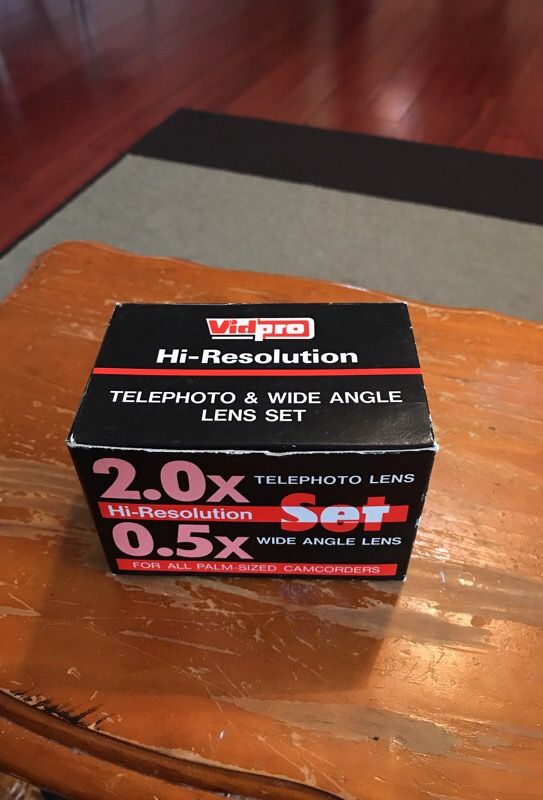 Vidpro
Hi-Resolution
TELEPHOTO & WIDE ANGLE
LENS SET
2.0x TELEPHOTO LENS
Hi-Resolution Set
0.5x WIDE ANGLE LENS
FOR ALL PALM-SIZED CAMCORDERS